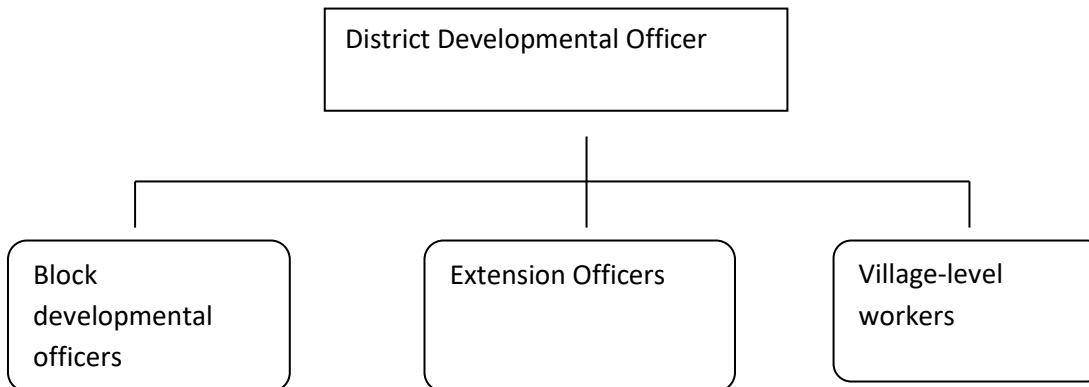 District Developmental Officer
Block
developmental
officers
Extension Officers
Village-level
workers